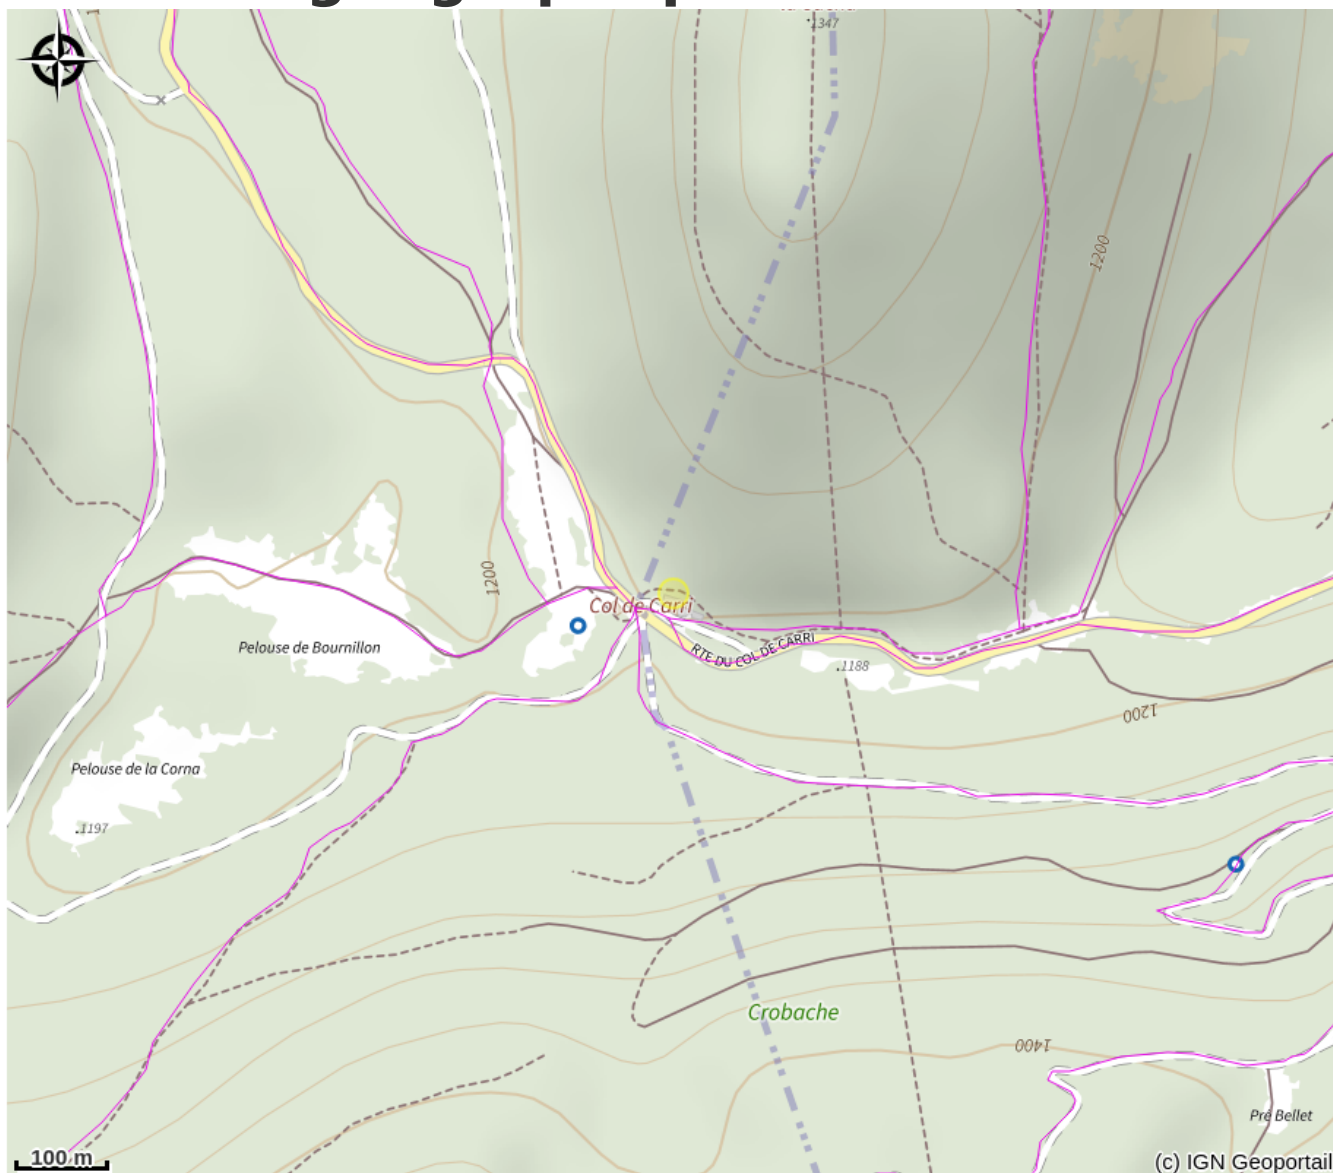 1347
1200
1200
Col de Carri
Pelouse de Bournillon
RTE DU COL DE CARRI
1188
1200
Pelouse de la Corna
1197
Crobache
1400
Pré Bellet
100 m
(c) IGN Geoportail